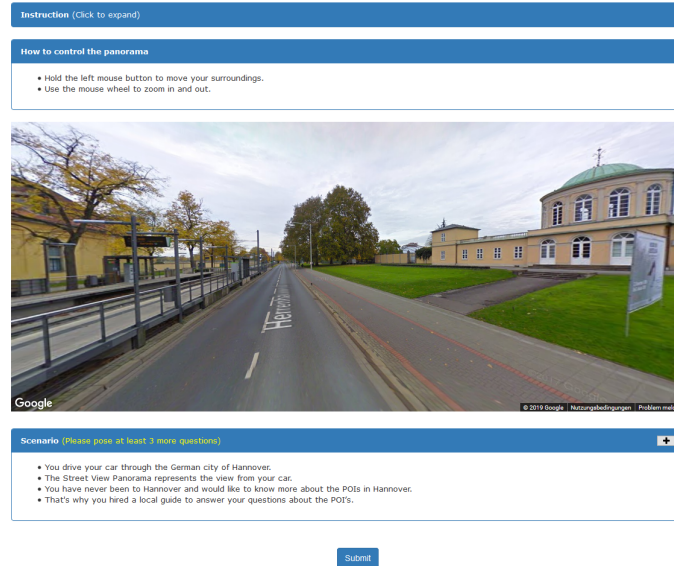 Instruction (Click to expand)
How to control the panorama
Hold the left mouse button to move your surroundings.
Use the mouse wheel to zoom in and out.
Google
© 2019 Google Nutzungsbedingungen Problem mel
Scenario (Please pose at least 3 more questions)
You drive your car through the German city of Hannover.
The Street View Panorama represents the view from your car.
You have never been to Hannover and would like to know more about the POIs in Hannover.
That's why you hired a local guide to answer your questions about the POI's.
Submit